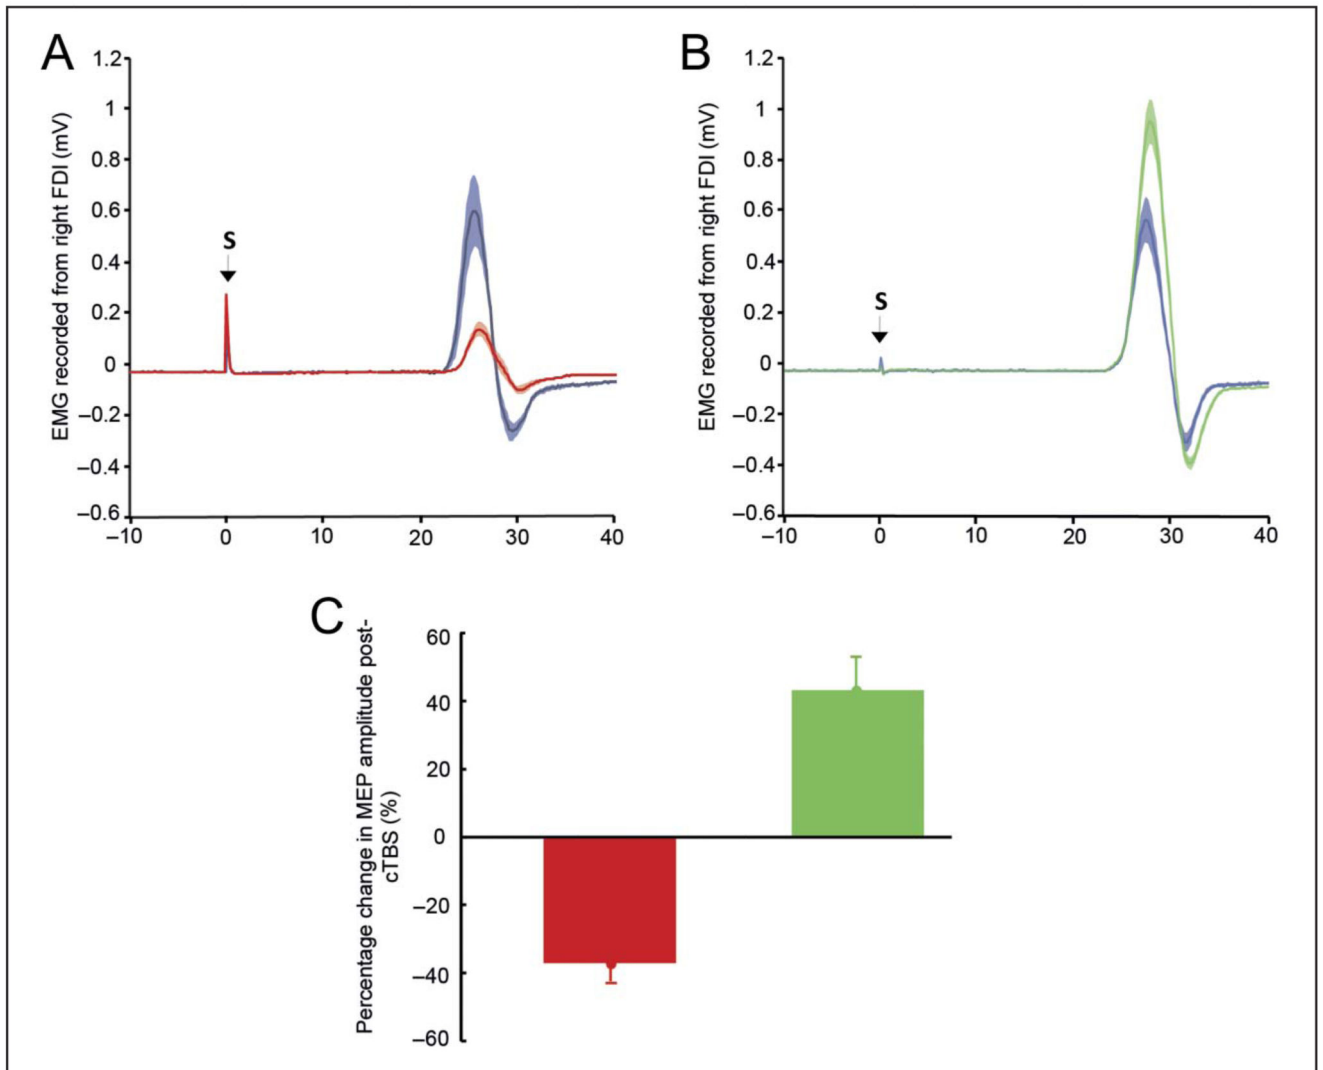 A
EMG recorded from right FDI (mV)
1.2
1
0.8
0.6
0.4
0.2
0
–0.2
–0.4
–0.6
S
–10 0 10 20 30 40
B
EMG recorded from right FDI (mV)
1.2
1
0.8
0.6
0.4
0.2
0
–0.2
–0.4
–0.6
S
–10 0 10 20 30 40
C
Percentage change in MEP amplitude post-
cTBS (%)
60
40
20
0
–20
–40
–60